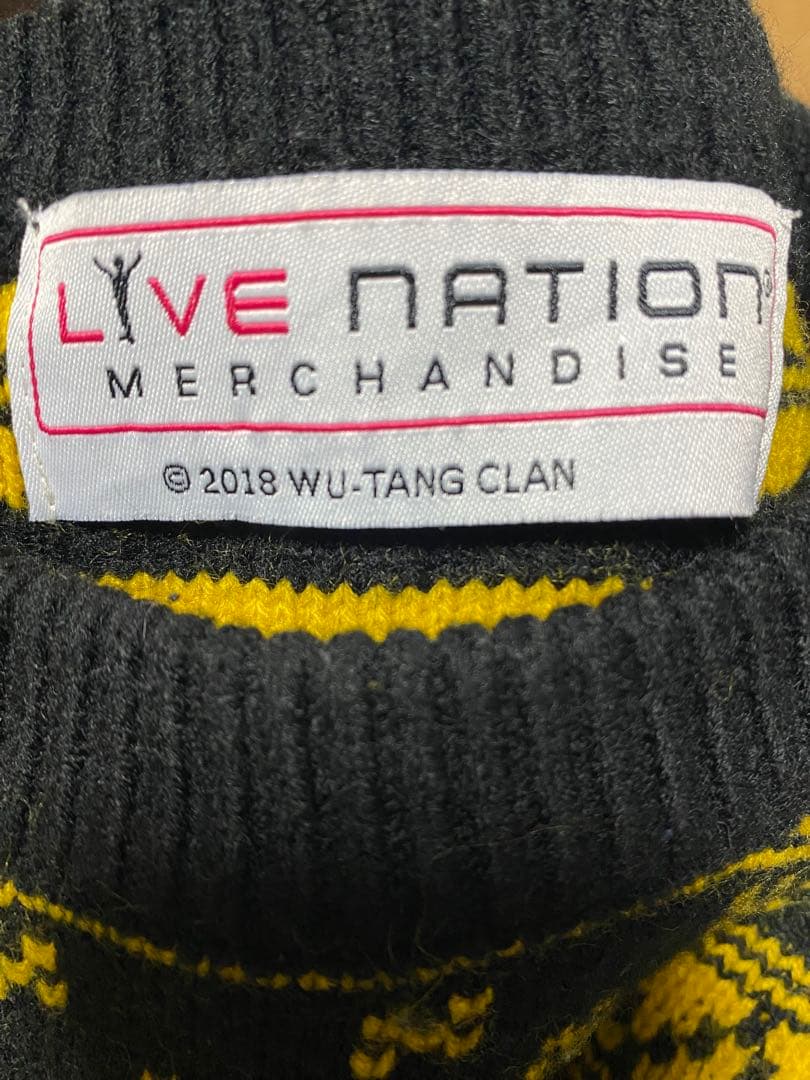 LIVE NATION®
MERCHANDISE
© 2018 WU-TANG CLAN